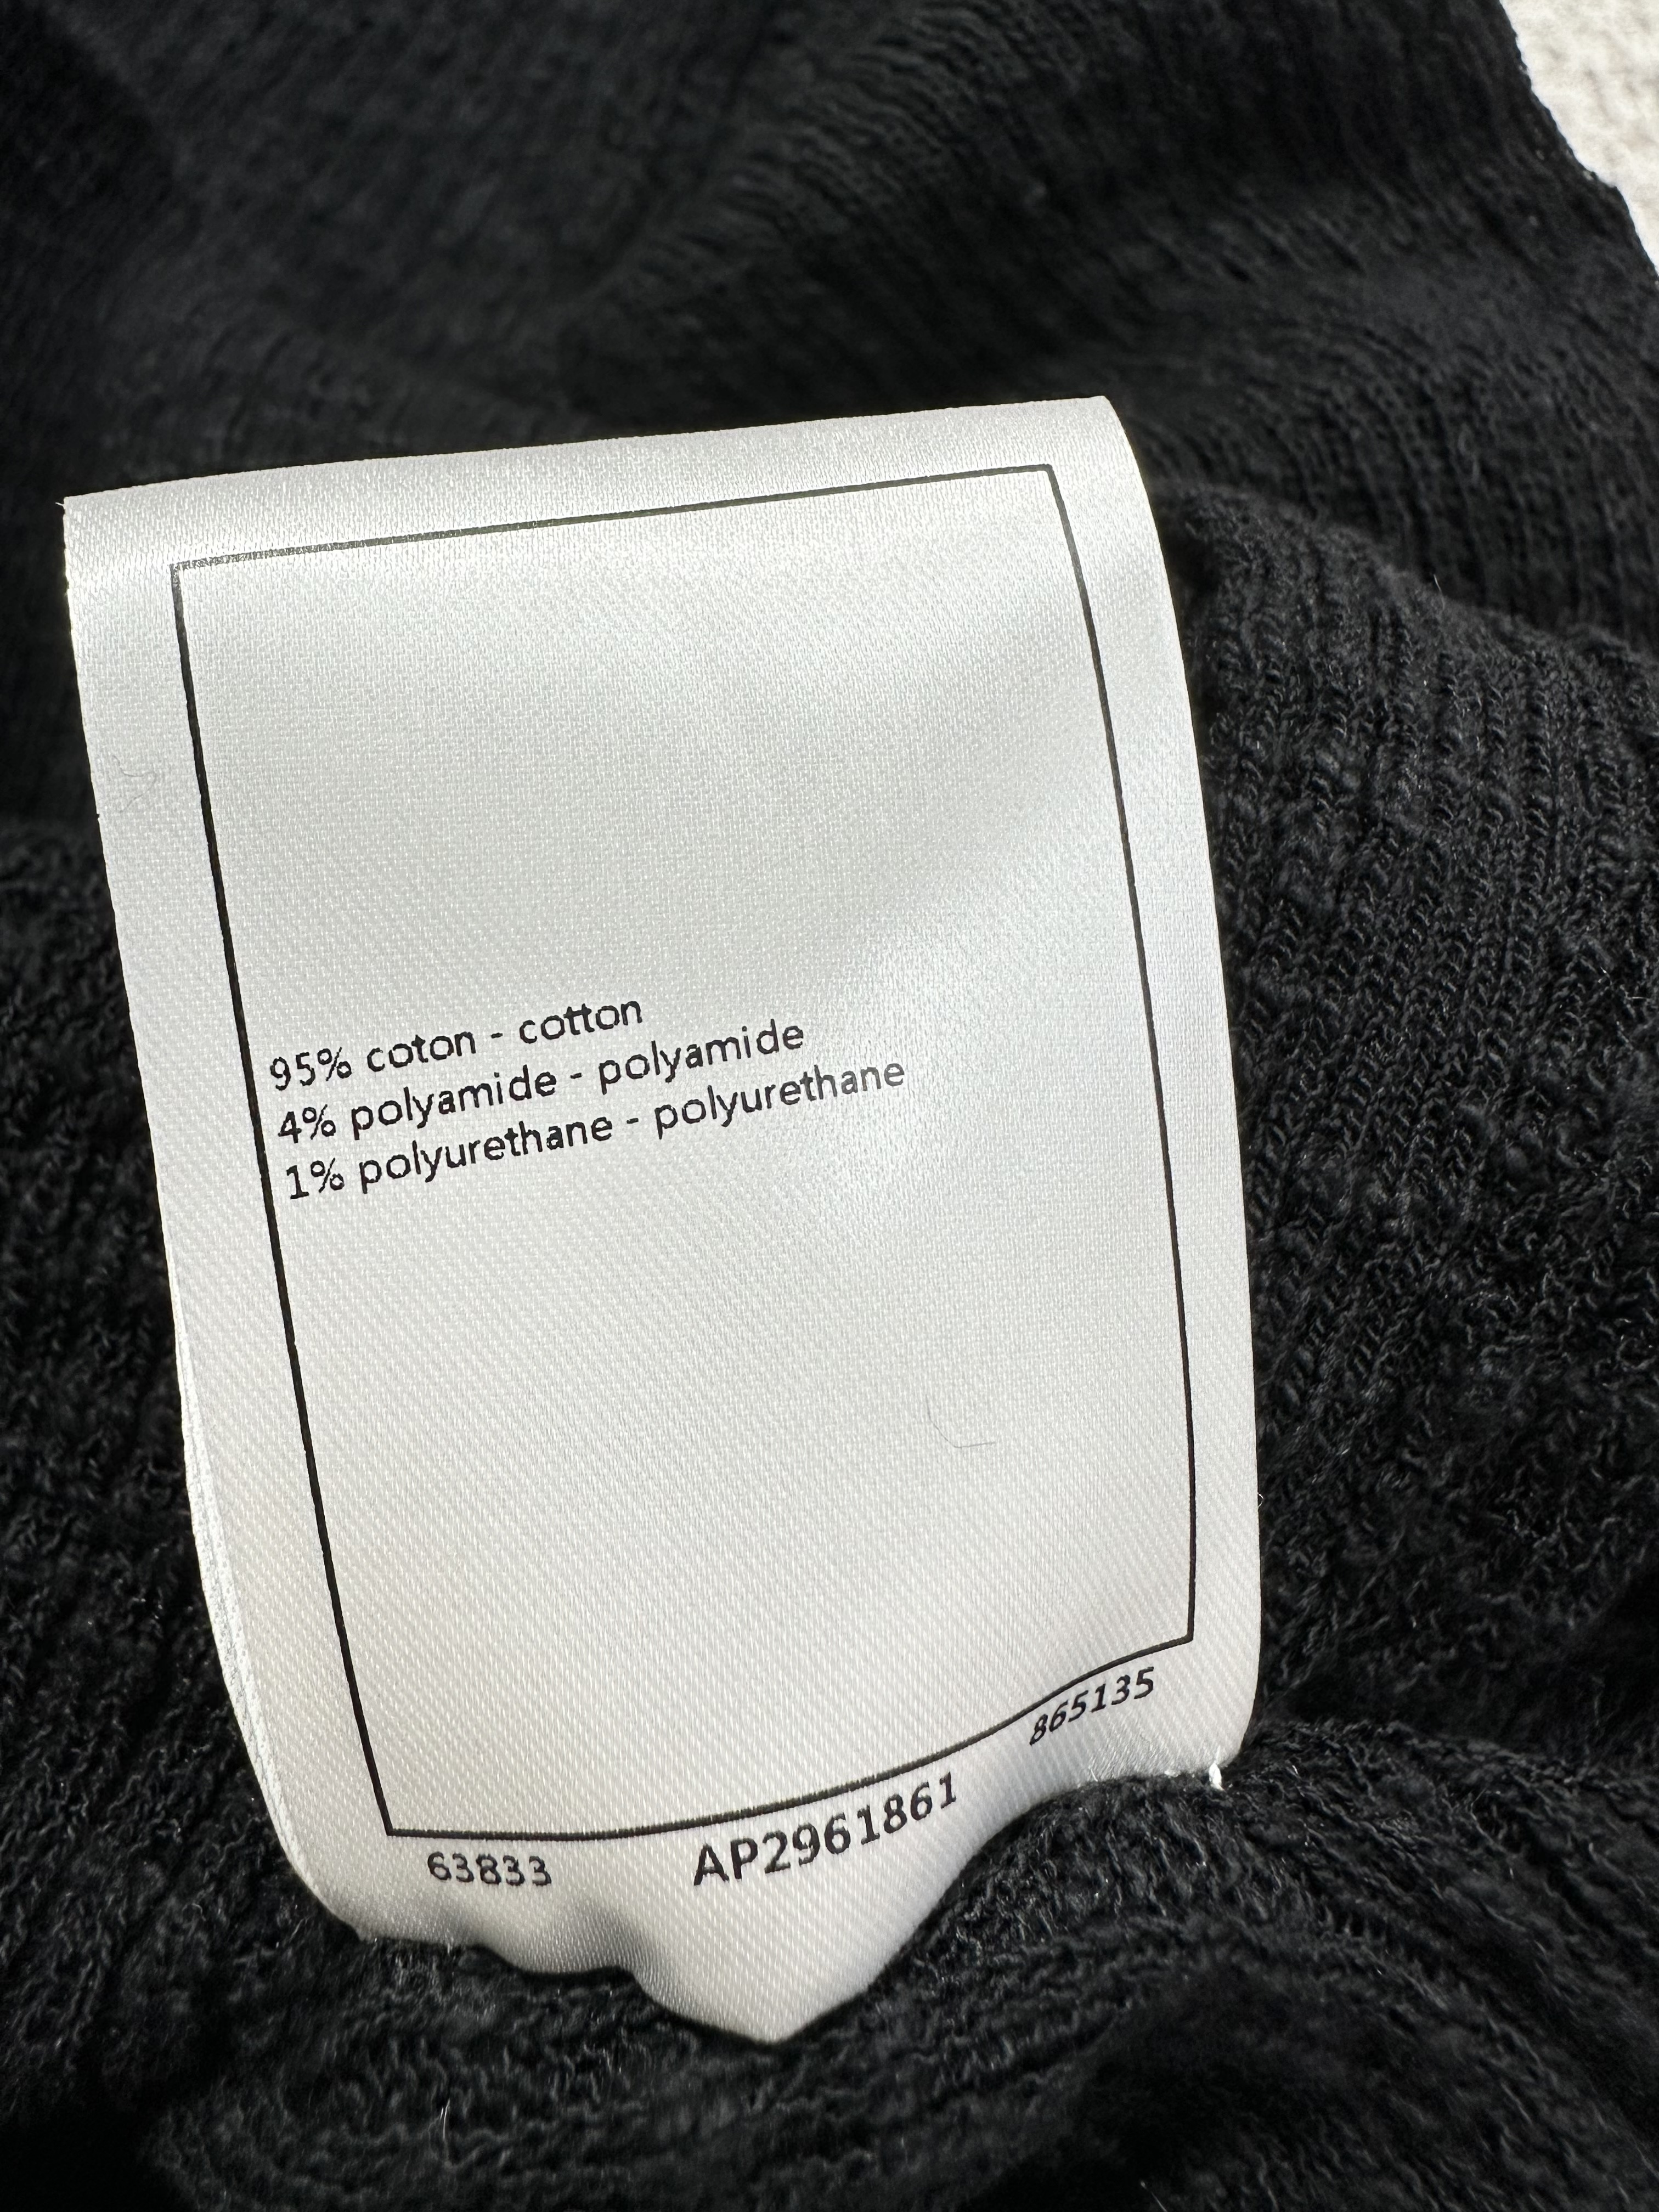 95% coton - cotton
4% polyamide - polyamide
1% polyurethane - polyurethane
63833 AP2961861 865135